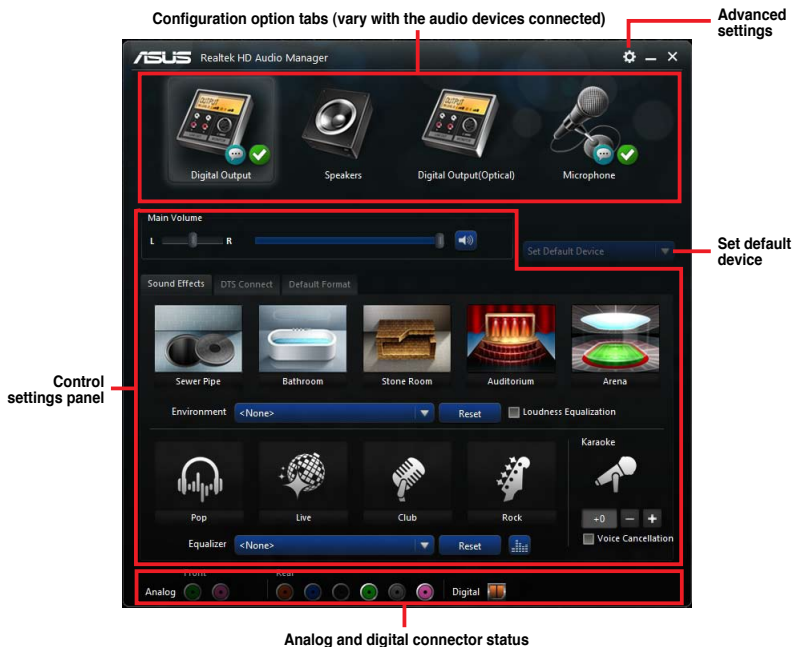 Configuration option tabs (vary with the audio devices connected)
Advanced
settings
ASUS Realtek HD Audio Manager
Digital Output
Speakers
Digital Output(Optical)
Microphone
Main Volume
L R
Set Default Device
Set default
device
Sound Effects
DTS Connect
Default Format
Sewer Pipe
Bathroom
Stone Room
Auditorium
Arena
Control
settings panel
Environment <None> Reset Loudness Equalization
Karaoke
Pop
Live
Club
Rock
+0 − +
Equalizer <None> Reset
Voice Cancellation
Front
Rear
Analog
Digital
Analog and digital connector status